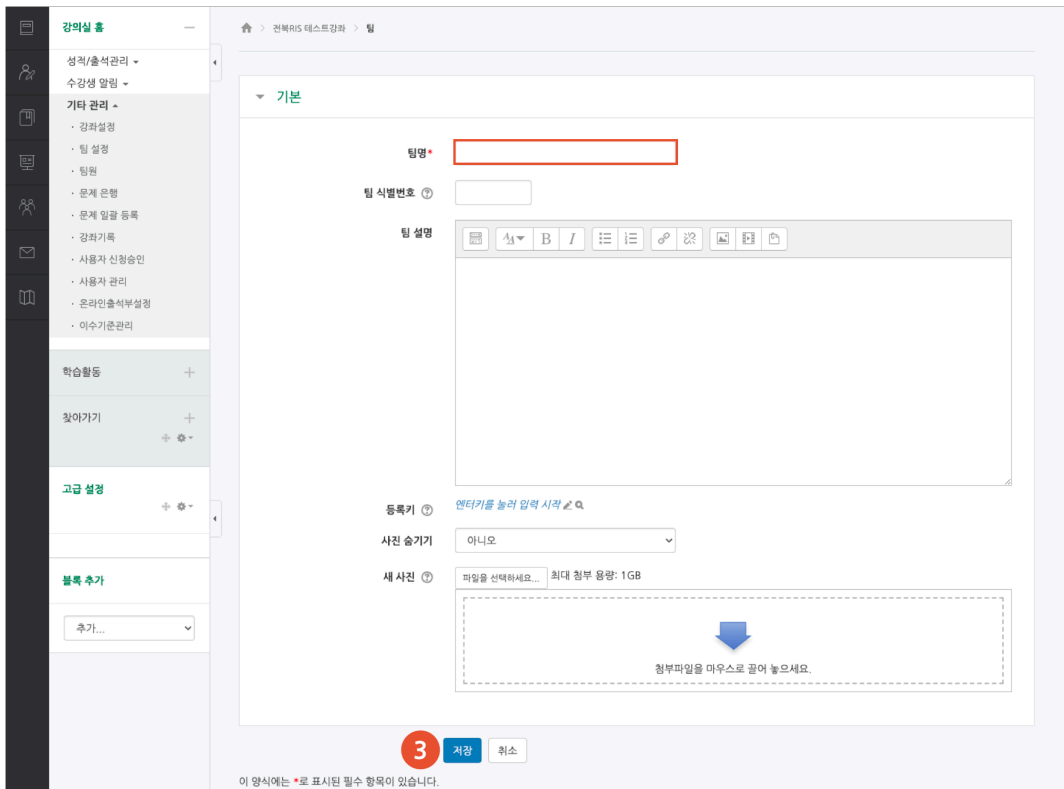 강의실 홈
성적/출석관리
수강생 알림
기타 관리
· 강좌설정
· 팀 설정
· 팀원
· 문제 은행
· 문제 일괄 등록
· 강좌기록
· 사용자 신청승인
· 사용자 관리
· 온라인출석부설정
· 이수기준관리
학습활동
찾아가기
고급 설정
블록 추가
추가...
전북RIS 테스트강좌 > 팀
기본
팀명*
팀 식별번호
팀 설명
B I
등록키 엔터키를 눌러 입력 시작
사진 숨기기 아니오
새 사진 파일을 선택하세요... 최대 첨부 용량: 1GB
첨부파일을 마우스로 끌어 놓으세요.
3 저장 취소
이 양식에는 *로 표시된 필수 항목이 있습니다.